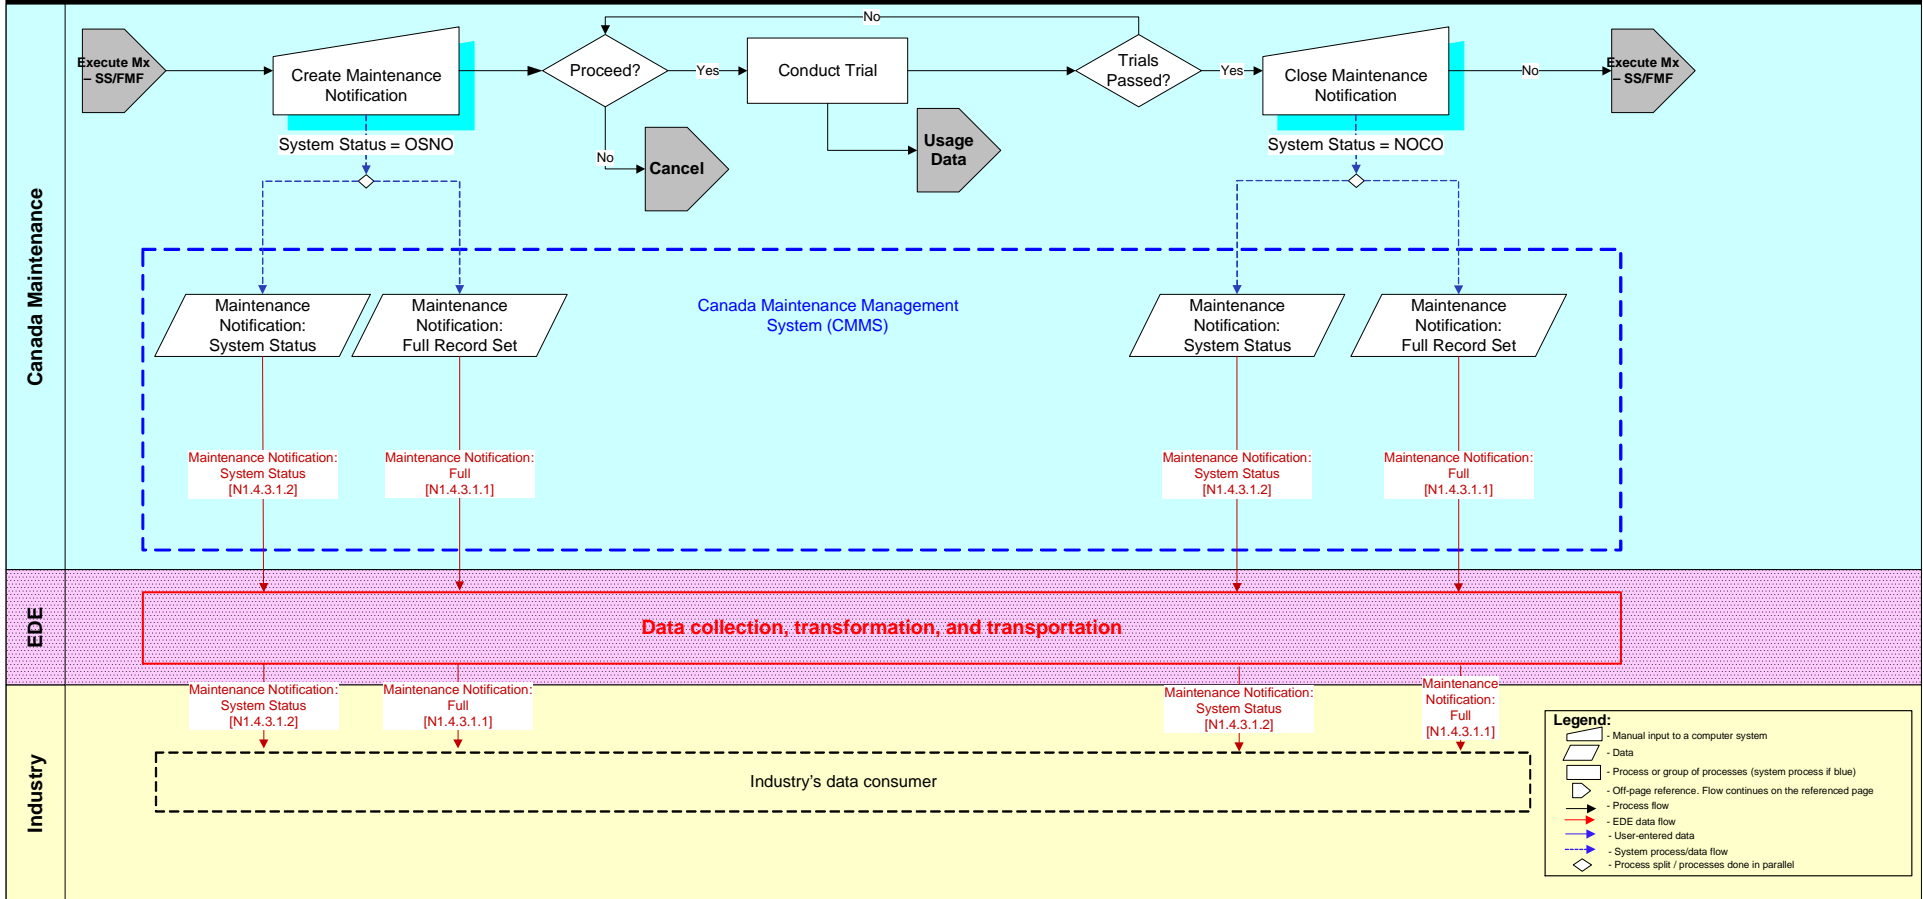 No
Execute Mx
– SS/FMF
Create Maintenance
Notification
Proceed?
Yes
Conduct Trial
Trials
Passed?
Yes
Close Maintenance
Notification
No
Execute Mx
– SS/FMF
System Status = OSNO
No
Cancel
Usage
Data
System Status = NOCO
Canada Maintenance
Maintenance
Notification:
System Status
Maintenance
Notification:
Full Record Set
Canada Maintenance Management
System (CMMS)
Maintenance
Notification:
System Status
Maintenance
Notification:
Full Record Set
Maintenance Notification:
System Status
[N1.4.3.1.2]
Maintenance Notification:
Full
[N1.4.3.1.1]
Maintenance Notification:
System Status
[N1.4.3.1.2]
Maintenance Notification:
Full
[N1.4.3.1.1]
EDE
Data collection, transformation, and transportation
Industry
Maintenance Notification:
System Status
[N1.4.3.1.2]
Maintenance Notification:
Full
[N1.4.3.1.1]
Maintenance Notification:
System Status
[N1.4.3.1.2]
Maintenance
Notification:
Full
[N1.4.3.1.1]
Industry's data consumer
Legend:
- Manual input to a computer system
- Data
- Process or group of processes (system process if blue)
- Off-page reference. Flow continues on the referenced page
- Process flow
- EDE data flow
- User-entered data
- System process/data flow
- Process split / processes done in parallel